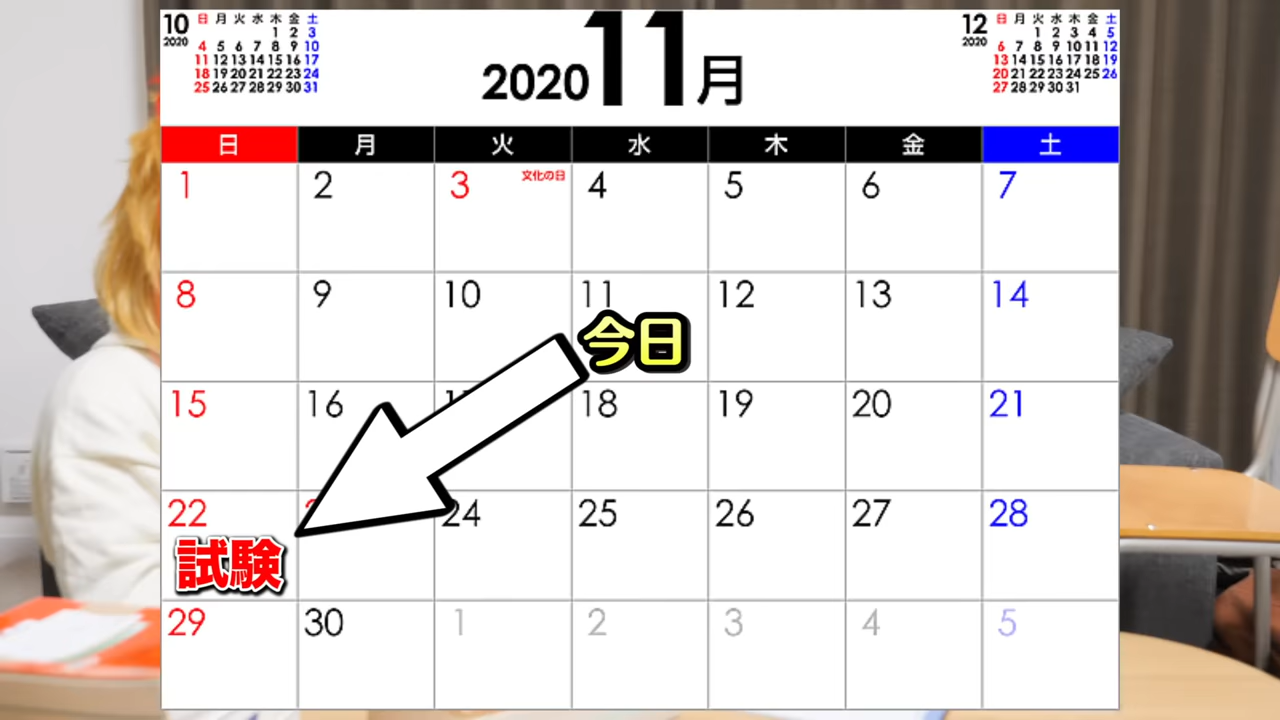 10
2020
日 月 火 水 木 金 土
1 2 3
4 5 6 7 8 9 10
11 12 13 14 15 16 17
18 19 20 21 22 23 24
25 26 27 28 29 30 31
2020 11月
12
2020
日 月 火 水 木 金 土
1 2 3 4 5
6 7 8 9 10 11 12
13 14 15 16 17 18 19
20 21 22 23 24 25 26
27 28 29 30 31
日 月 火 水 木 金 土
1 2 3 文化の日 4 5 6 7
8 9 10 11 12 13 14
今日
15 16 18 19 20 21
22 24 25 26 27 28
試験
29 30 1 2 3 4 5